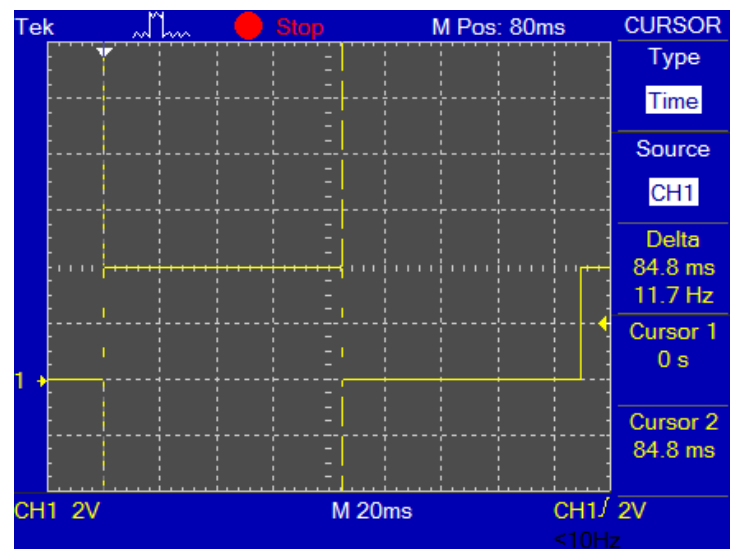 Tek Stop M Pos: 80ms CURSOR
Type
Time
Source
CH1
Delta
84.8 ms
11.7 Hz
Cursor 1
0 s
1
Cursor 2
84.8 ms
CH1 2V M 20ms CH1 2V
<10Hz